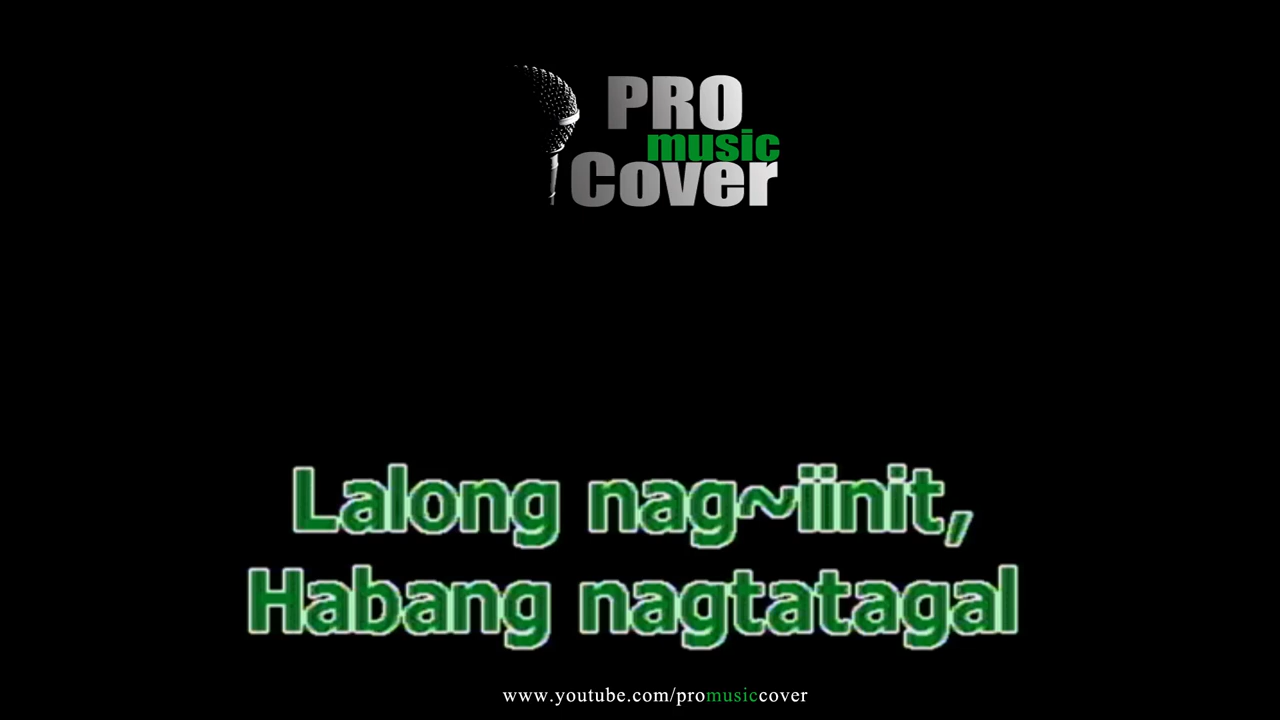 PRO
music
Cover
Lalong nag~iinit,
Habang nagtatagal
www.youtube.com/promusiccover